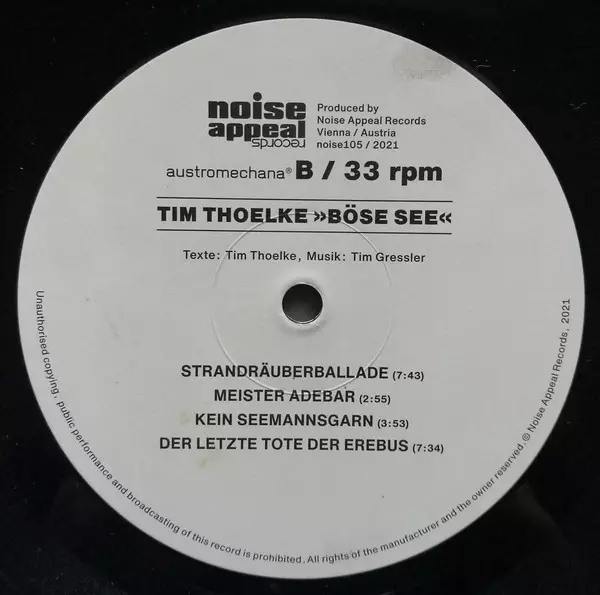 noise
appeal
records
Produced by
Noise Appeal Records
Vienna / Austria
noise105 / 2021
austromechana® B / 33 rpm
TIM THOELKE »BÖSE SEE«
Texte: Tim Thoelke, Musik: Tim Gressler
STRANDRÄUBERBALLADE (7:43)
MEISTER ADEBAR (2:55)
KEIN SEEMANNSGARN (3:53)
DER LETZTE TOTE DER EREBUS (7:34)
Unauthorised copying, public performance and broadcasting of this record is prohibited. All rights of the manufacturer and the owner reserved. © Noise Appeal Records, 2021